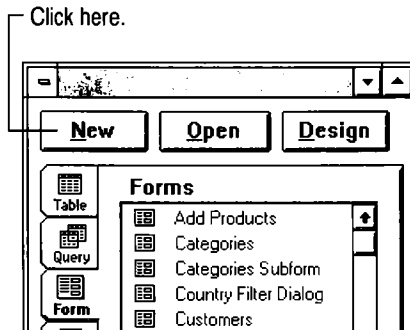 Click here.
New Open Design
Forms
Table
Add Products
Categories
Query
Categories Subform
Country Filter Dialog
Form
Customers